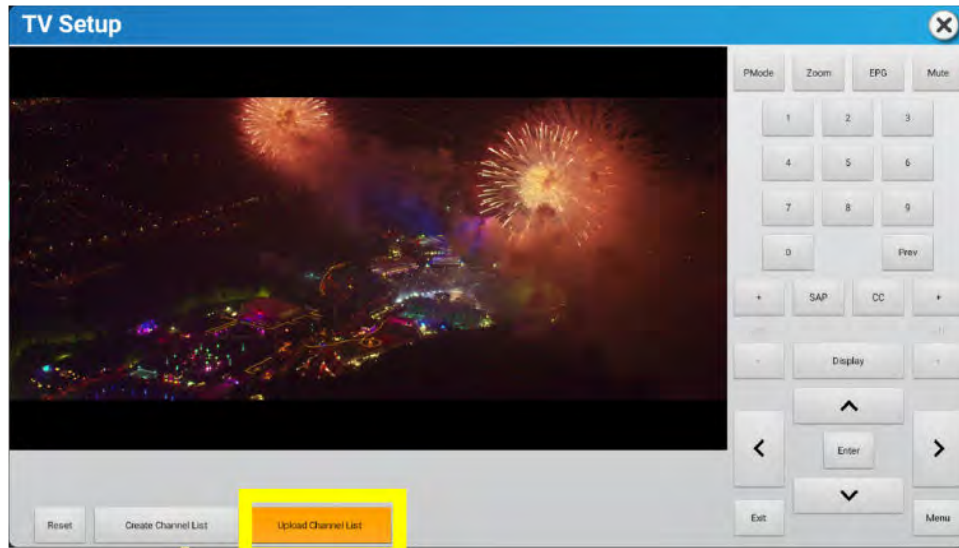 TV Setup
PMode Zoom EPG Mute
1 2 3
4 5 6
7 8 9
0 Prev
+ SAP CC +
- Display -
Enter
Reset Create Channel List Upload Channel List Exit Menu